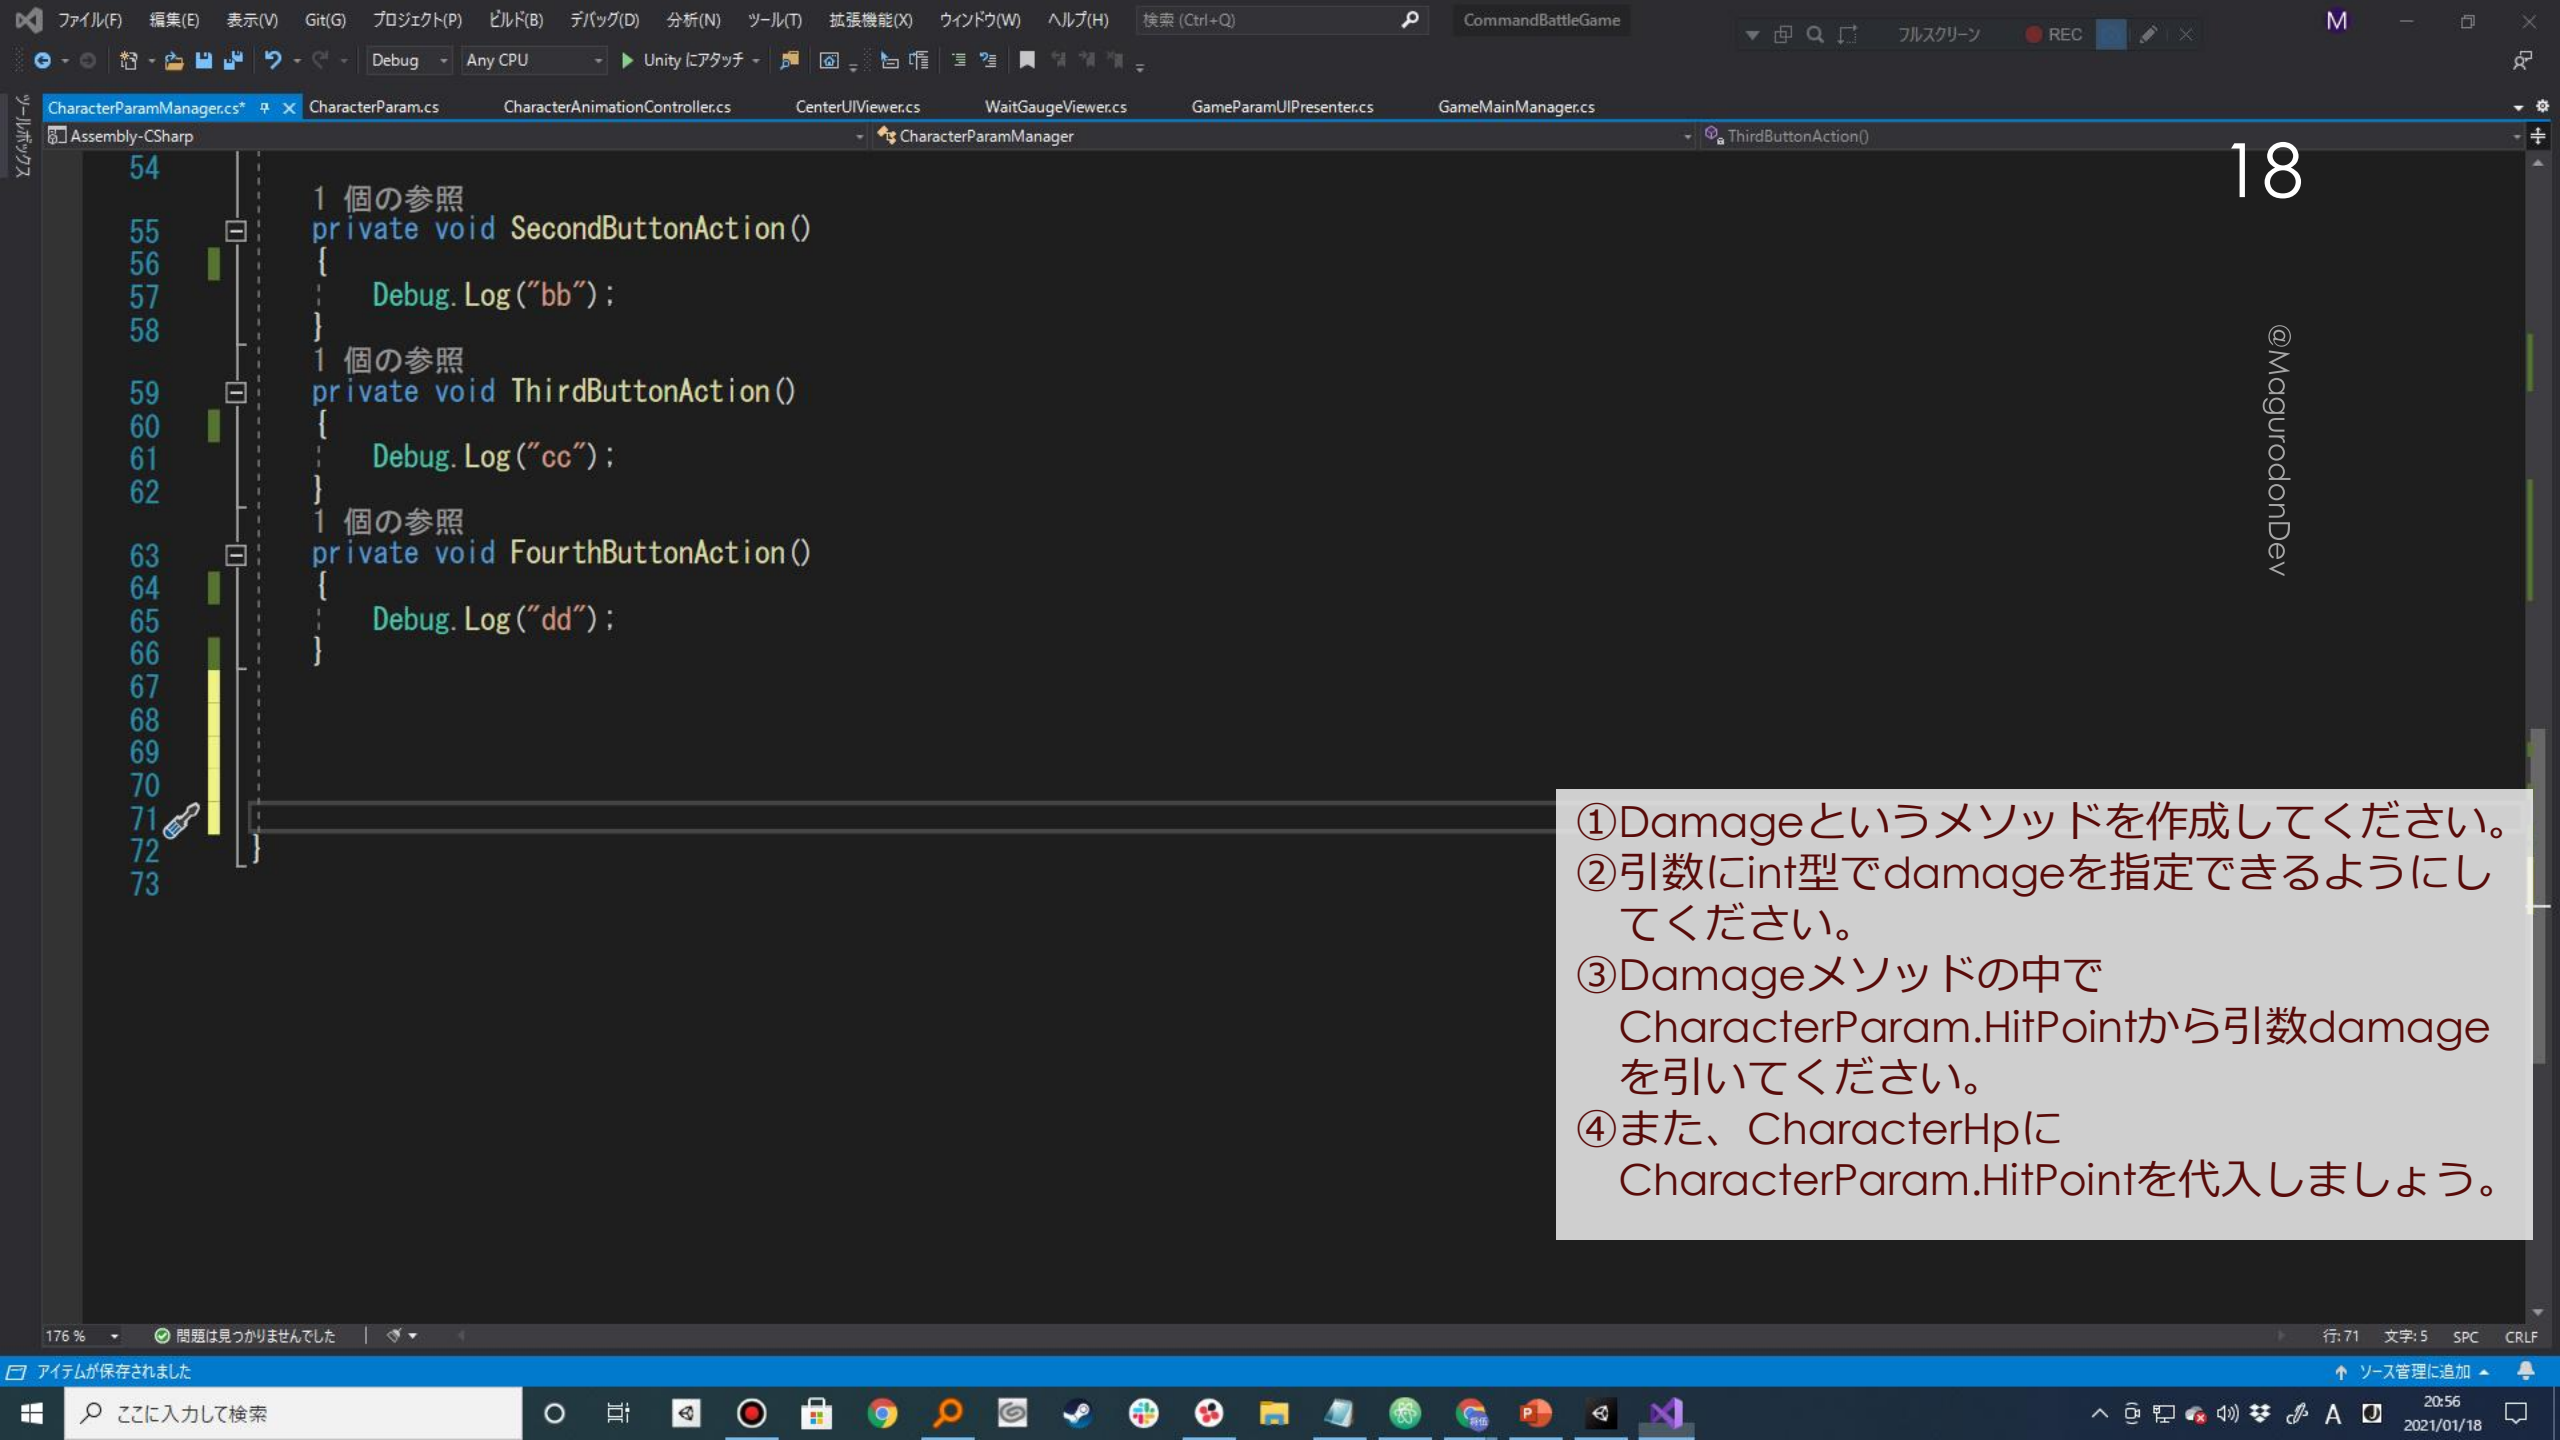 ファイル(F) 編集(E) 表示(V) Git(G) プロジェクト(P) ビルド(B) デバッグ(D) 分析(N) ツール(T) 拡張機能(X) ウィンドウ(W) ヘルプ(H) 検索 (Ctrl+Q) CommandBattleGame フルスクリーン REC M
Debug Any CPU Unity にアタッチ
ツールボックス
CharacterParamManager.cs* CharacterParam.cs CharacterAnimationController.cs CenterUIViewer.cs WaitGaugeViewer.cs GameParamUIPresenter.cs GameMainManager.cs
Assembly-CSharp CharacterParamManager ThirdButtonAction()
18
@MagurodonDev
54
1 個の参照
55 private void SecondButtonAction()
56 {
57 Debug.Log("bb");
58 }
1 個の参照
59 private void ThirdButtonAction()
60 {
61 Debug.Log("cc");
62 }
1 個の参照
63 private void FourthButtonAction()
64 {
65 Debug.Log("dd");
66 }
67
68
69
70
71
72 }
73
①Damageというメソッドを作成してください。
②引数にint型でdamageを指定できるようにし
てください。
③Damageメソッドの中で
CharacterParam.HitPointから引数damage
を引いてください。
④また、CharacterHpに
CharacterParam.HitPointを代入しましょう。
176 % 問題は見つかりませんでした 行: 71 文字: 5 SPC CRLF
アイテムが保存されました ソース管理に追加
ここに入力して検索 A 20:56
2021/01/18